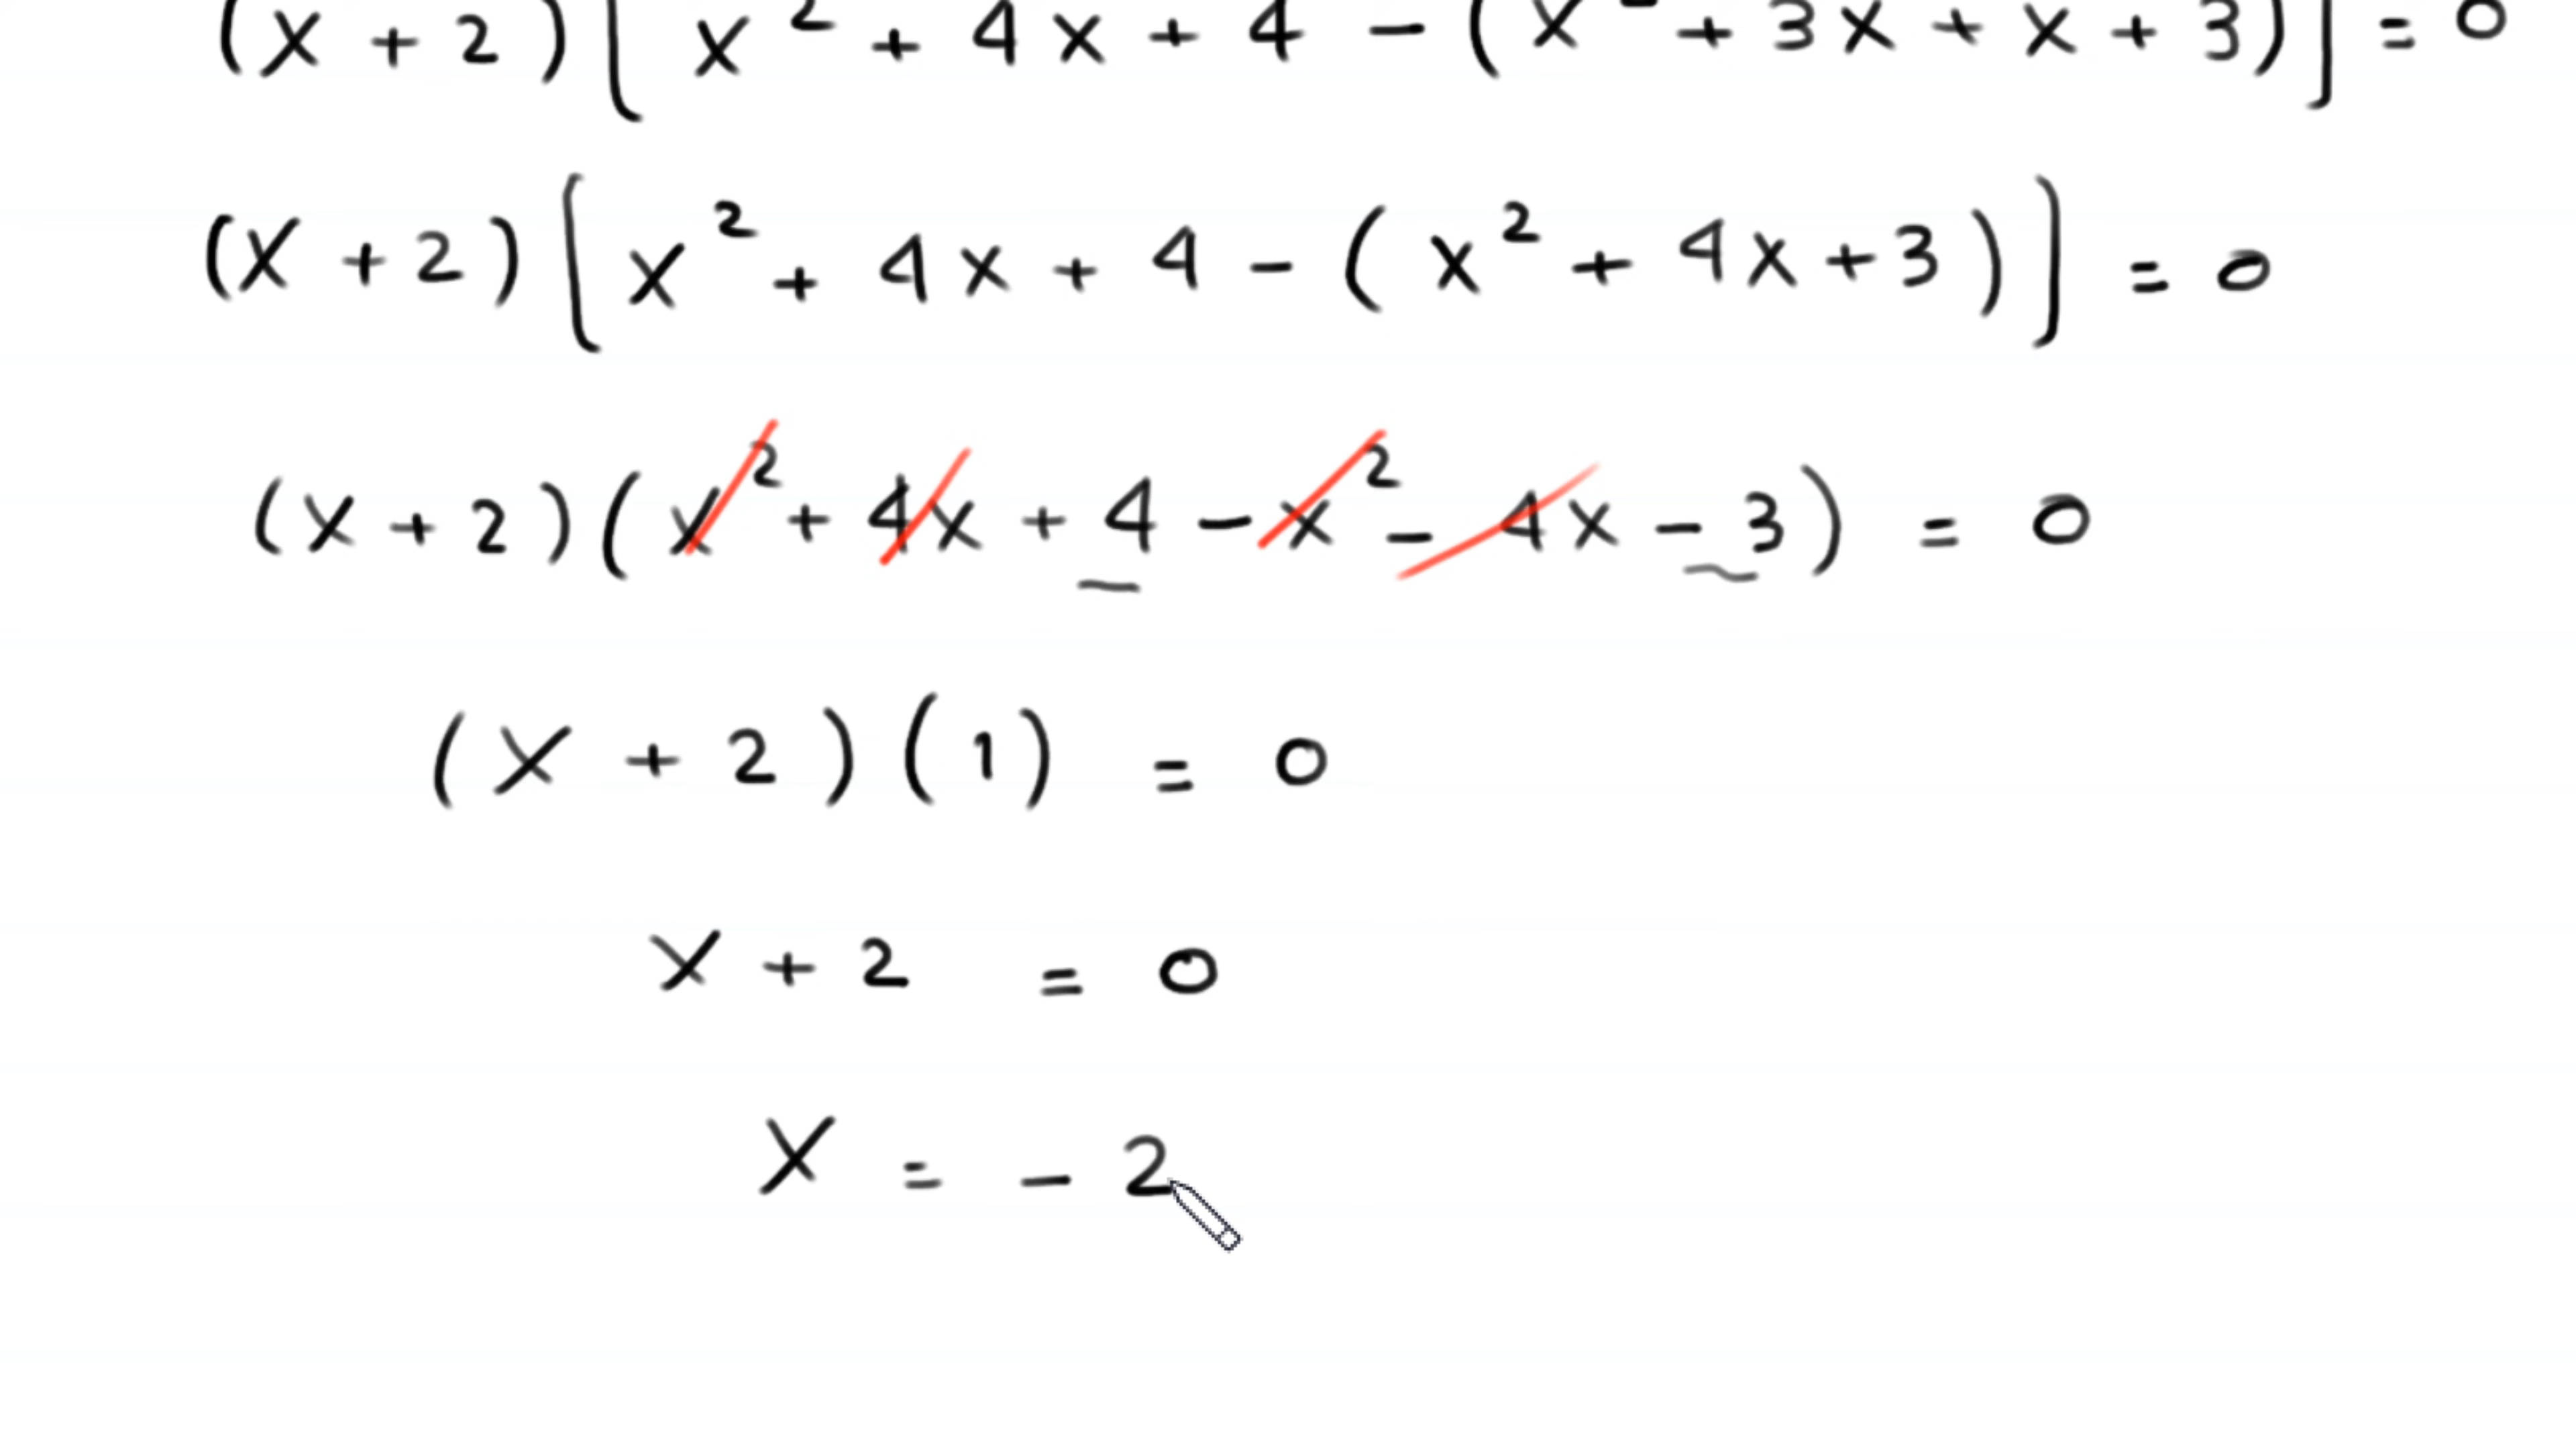 (x + 2)[x² + 4x + 4 - (x² + 3x + x + 3)] = 0
(x + 2)[x² + 4x + 4 - (x² + 4x + 3)] = 0
(x + 2)(x² + 4x + 4 - x² - 4x - 3) = 0
(x + 2)(1) = 0
x + 2 = 0
x = - 2